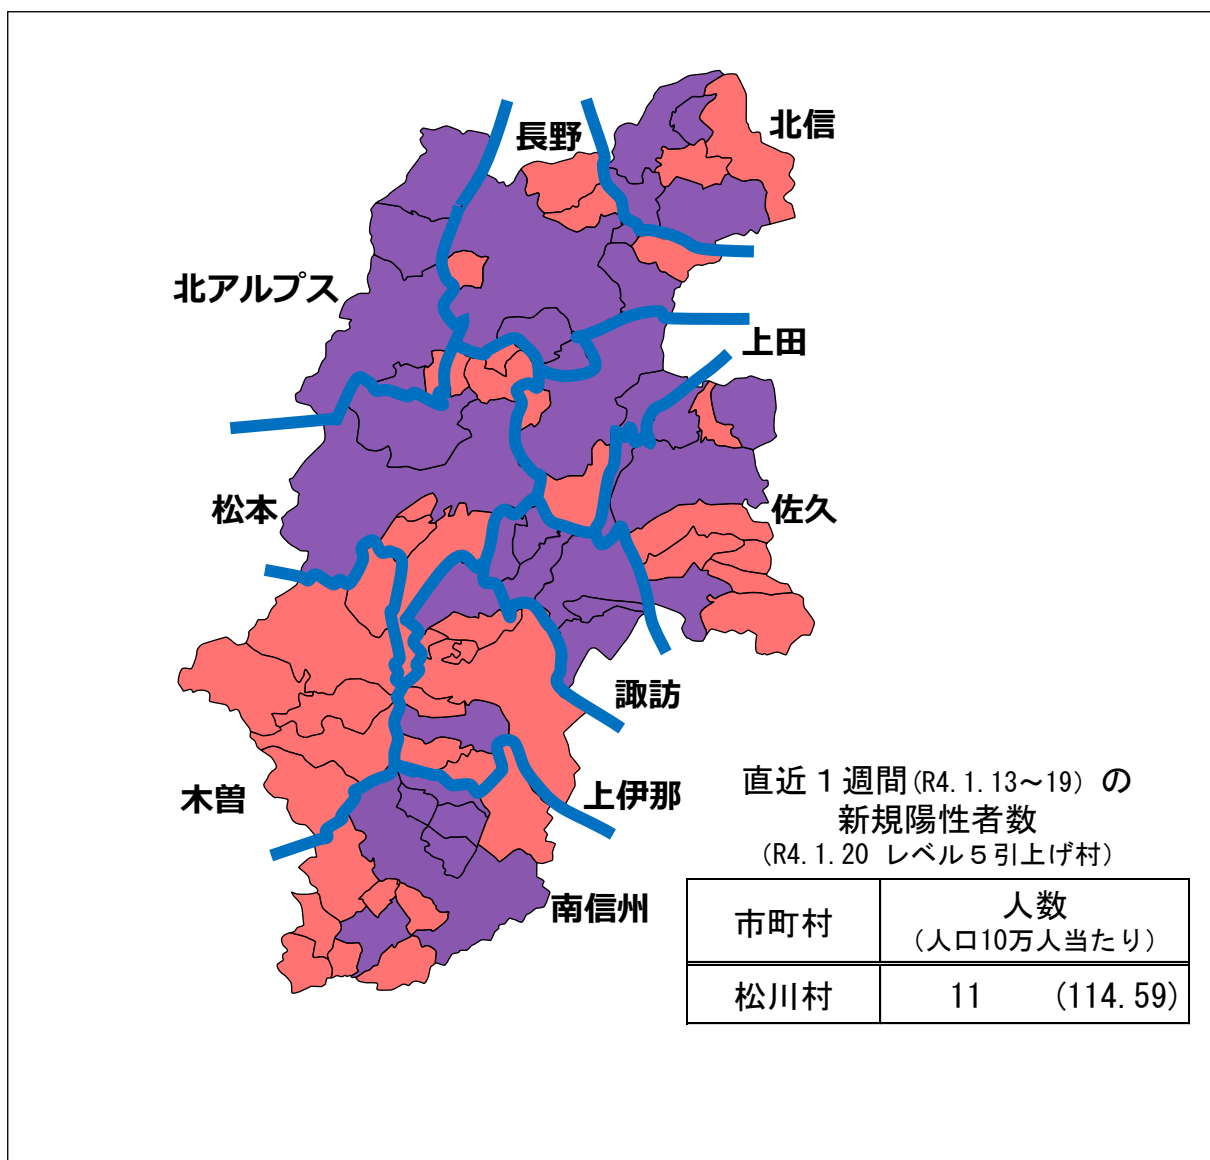 長野
北信
北アルプス
上田
松本
佐久
諏訪
木曽
上伊那
南信州
直近１週間(R4.1.13～19) の
新規陽性者数
(R4.1.20 レベル５引上げ村)
市町村 人数
(人口10万人当たり)
松川村 11 (114.59)